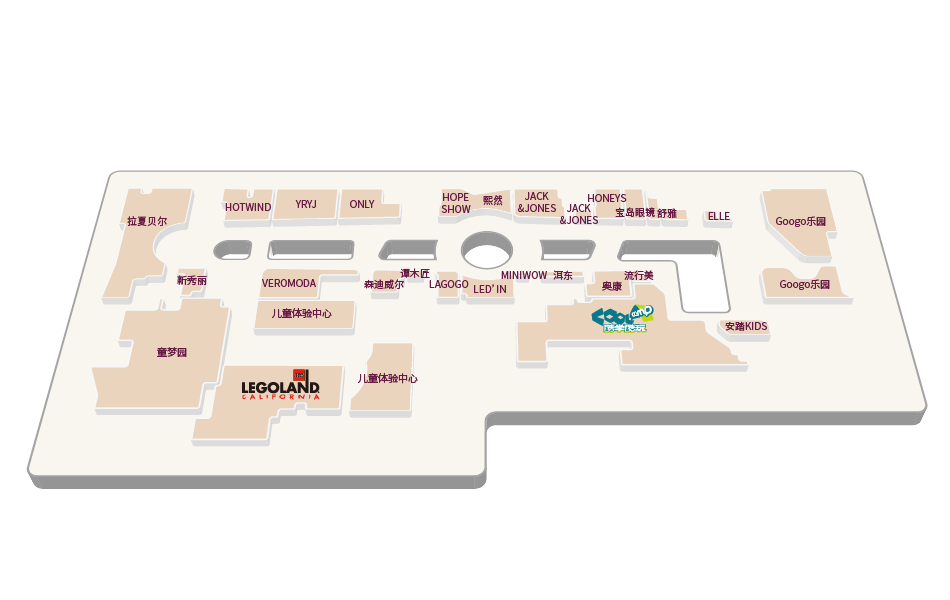 拉夏贝尔
HOTWIND
YRYJ
ONLY
HOPE
SHOW
熙然
JACK
&JONES
JACK
&JONES
HONEYS
宝岛眼镜
舒雅
ELLE
Googo乐园
新秀丽
VEROMODA
森迪威尔
谭木匠
LAGOGO
LED' IN
MINIWOW
洱东
奥康
流行美
Googo乐园
儿童体验中心
童梦园
安踏KIDS
儿童体验中心
LEGOLAND
CALIFORNIA